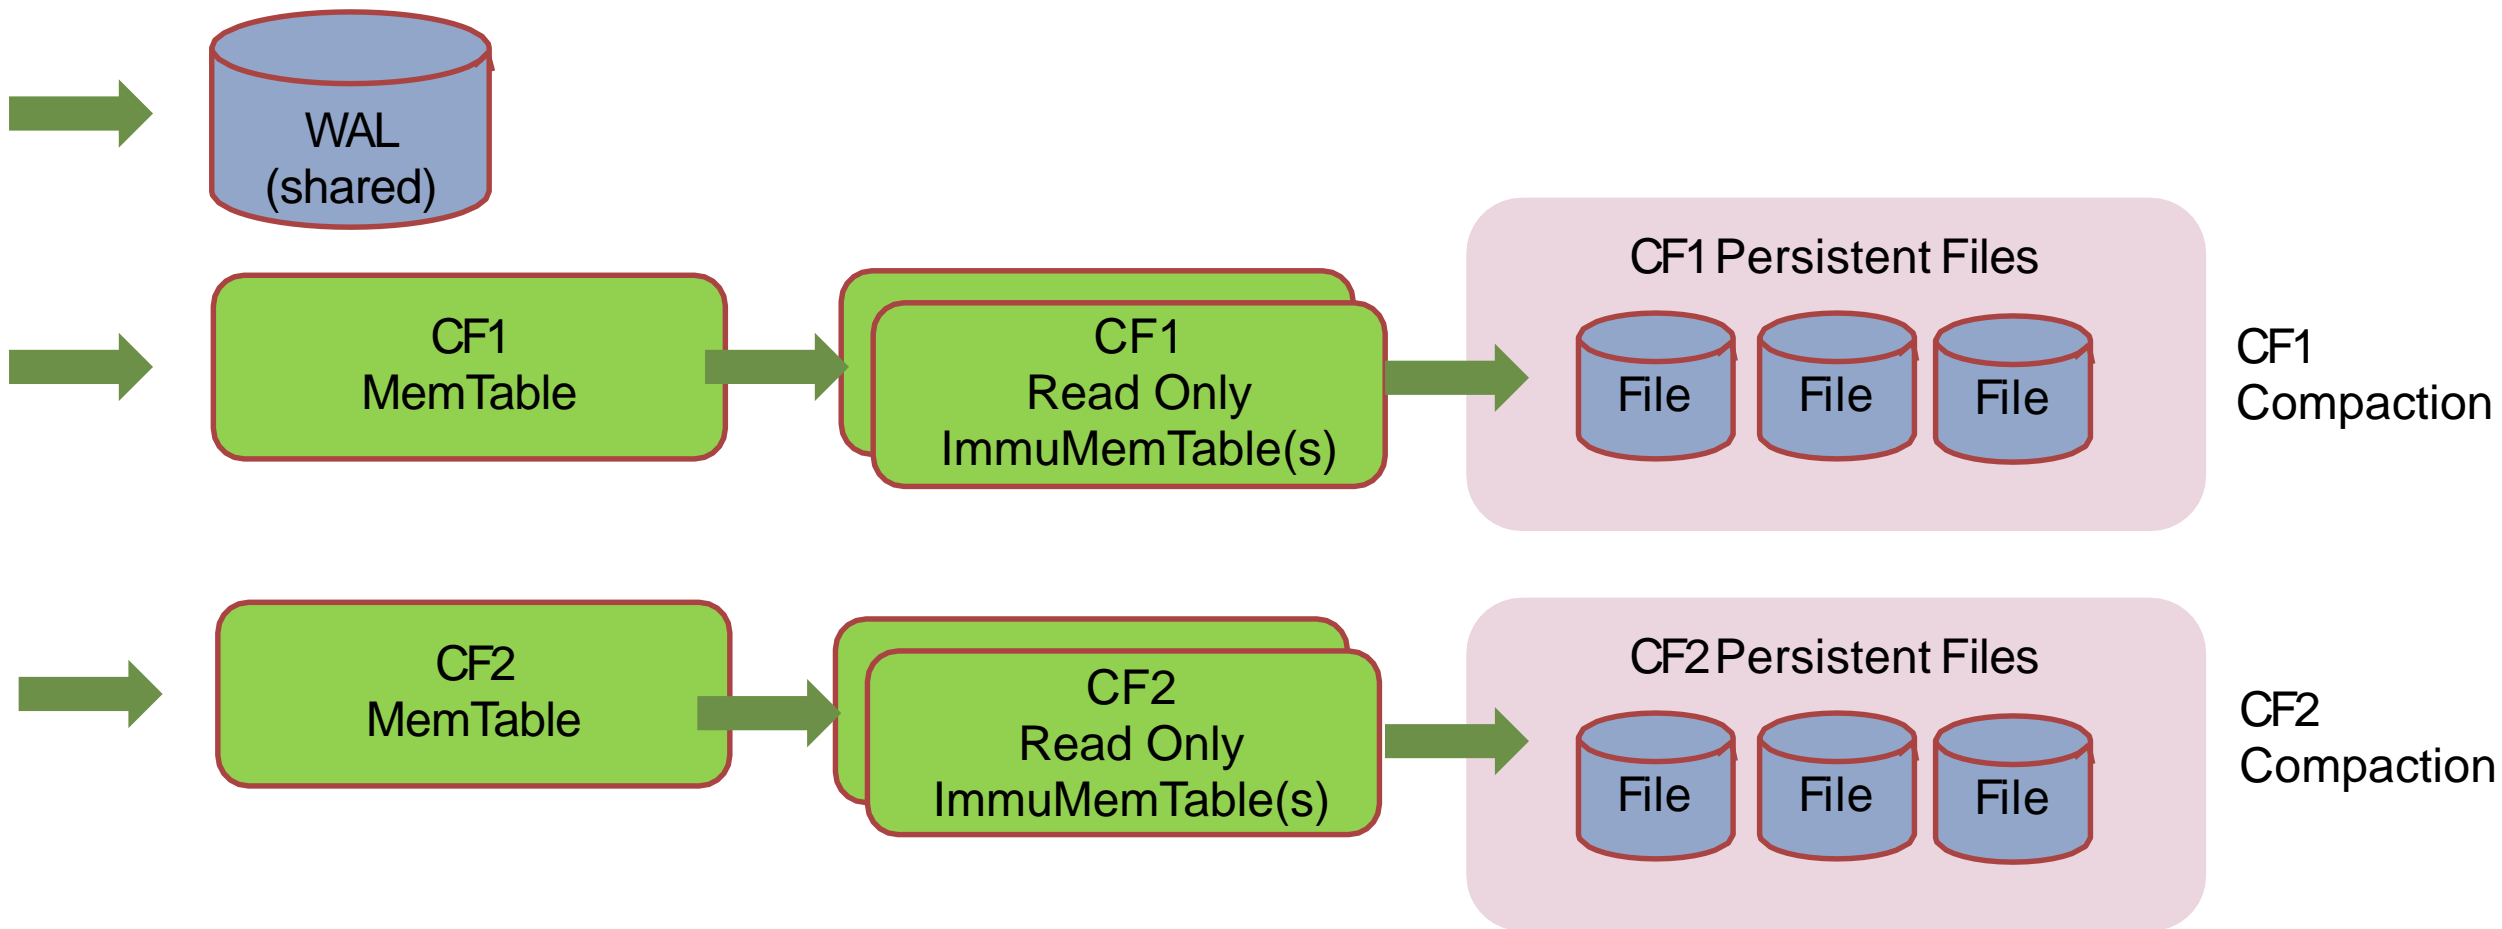 WAL
(shared)
CF1
MemTable
CF1
Read Only
ImmuMemTable(s)
CF1 Persistent Files
File
File
File
CF1
Compaction
CF2
MemTable
CF2
Read Only
ImmuMemTable(s)
CF2 Persistent Files
File
File
File
CF2
Compaction